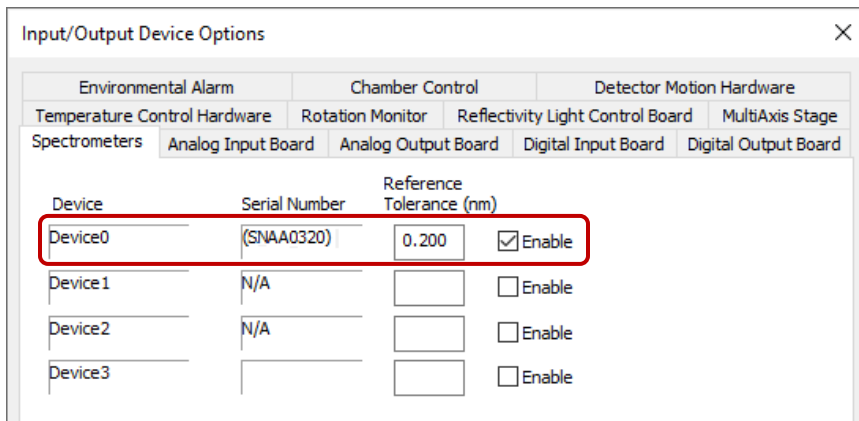 Input/Output Device Options
Environmental Alarm Chamber Control Detector Motion Hardware
Temperature Control Hardware Rotation Monitor Reflectivity Light Control Board MultiAxis Stage
Spectrometers Analog Input Board Analog Output Board Digital Input Board Digital Output Board
Reference
Device Serial Number Tolerance (nm)
Device0 (SNAA0320) 0.200 Enable
Device1 N/A Enable
Device2 N/A Enable
Device3 Enable